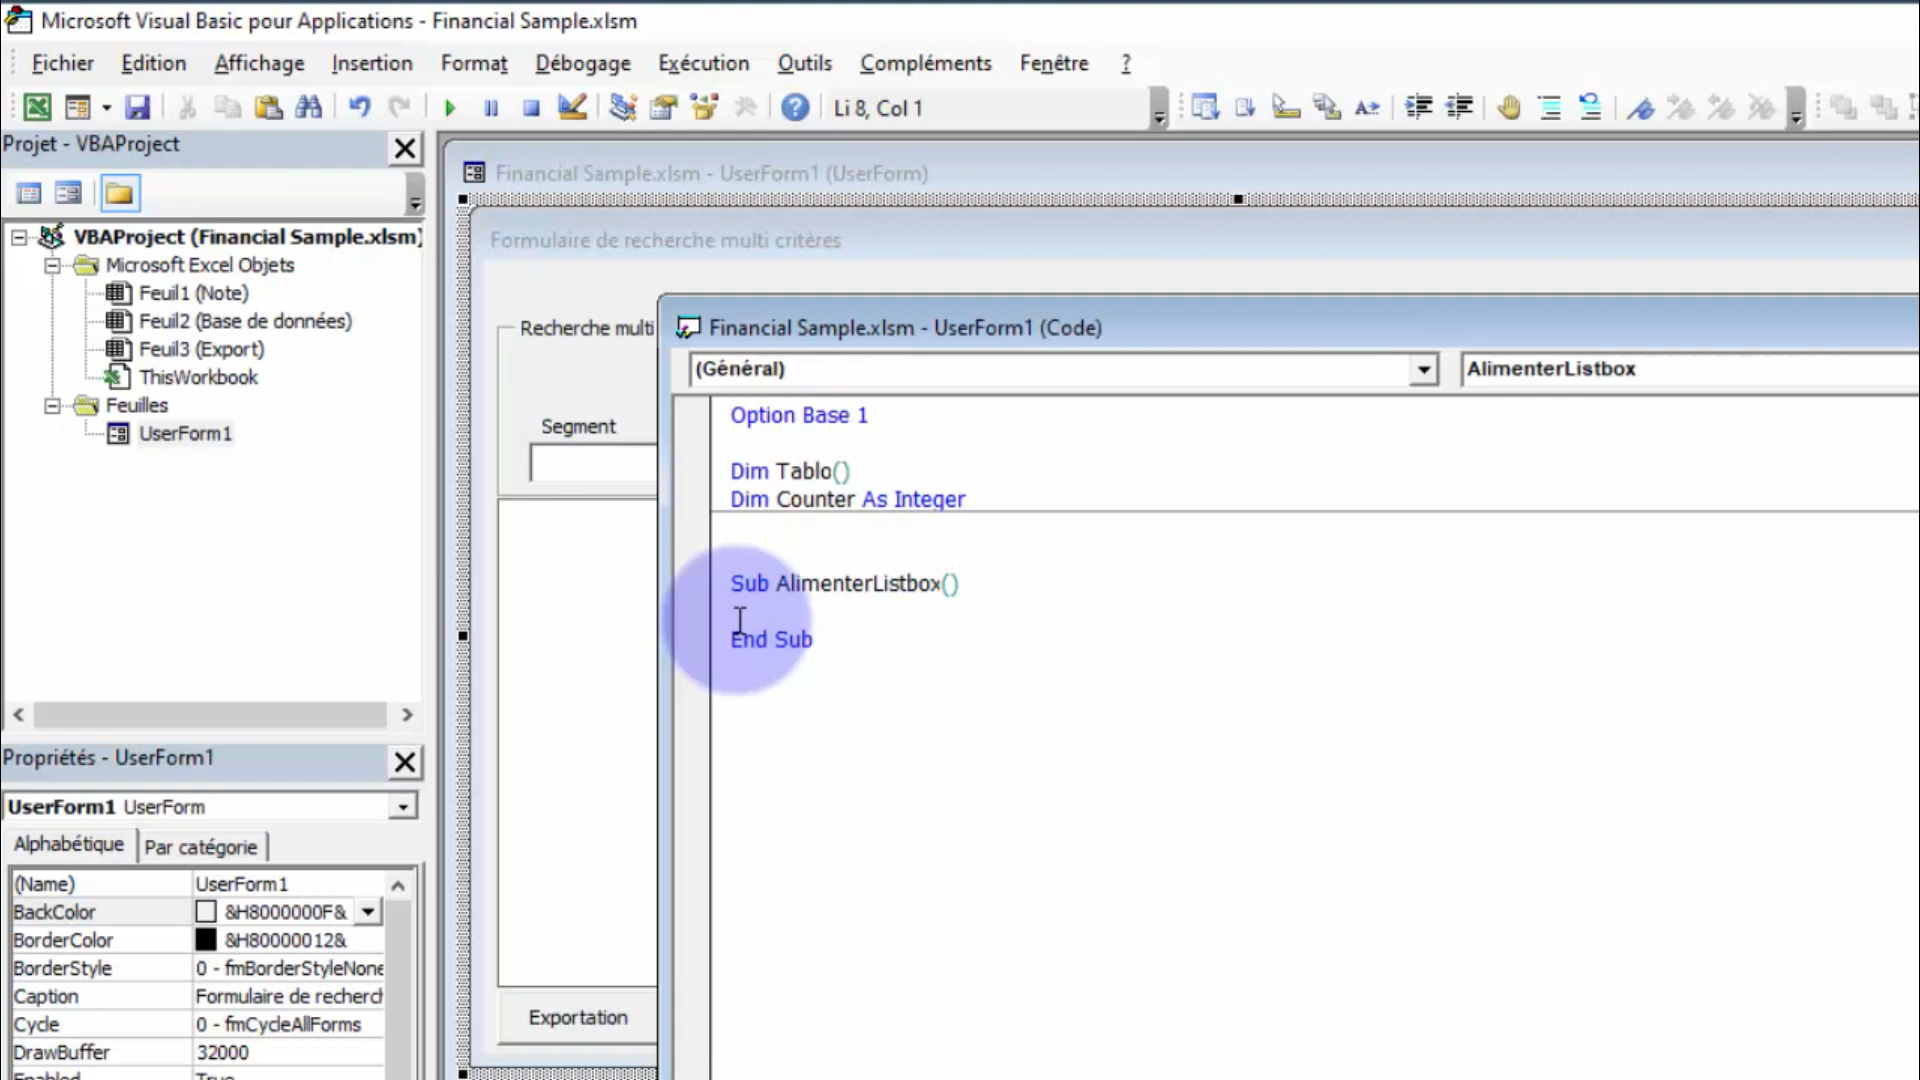 Microsoft Visual Basic pour Applications - Financial Sample.xlsm
Fichier Edition Affichage Insertion Format Débogage Exécution Outils Compléments Fenêtre ?
Li 8, Col 1
Projet - VBAProject
VBAProject (Financial Sample.xlsm)
Microsoft Excel Objets
Feuil1 (Note)
Feuil2 (Base de données)
Feuil3 (Export)
ThisWorkbook
Feuilles
UserForm1
Propriétés - UserForm1
UserForm1 UserForm
Alphabétique Par catégorie
(Name) UserForm1
BackColor &H8000000F&
BorderColor &H80000012&
BorderStyle 0 - fmBorderStyleNone
Caption Formulaire de recherch
Cycle 0 - fmCycleAllForms
DrawBuffer 32000
Enabled True
Financial Sample.xlsm - UserForm1 (UserForm)
Formulaire de recherche multi critères
Recherche multi
Segment
Exportation
Financial Sample.xlsm - UserForm1 (Code)
(Général) AlimenterListbox
Option Base 1
Dim Tablo()
Dim Counter As Integer
Sub AlimenterListbox()
End Sub